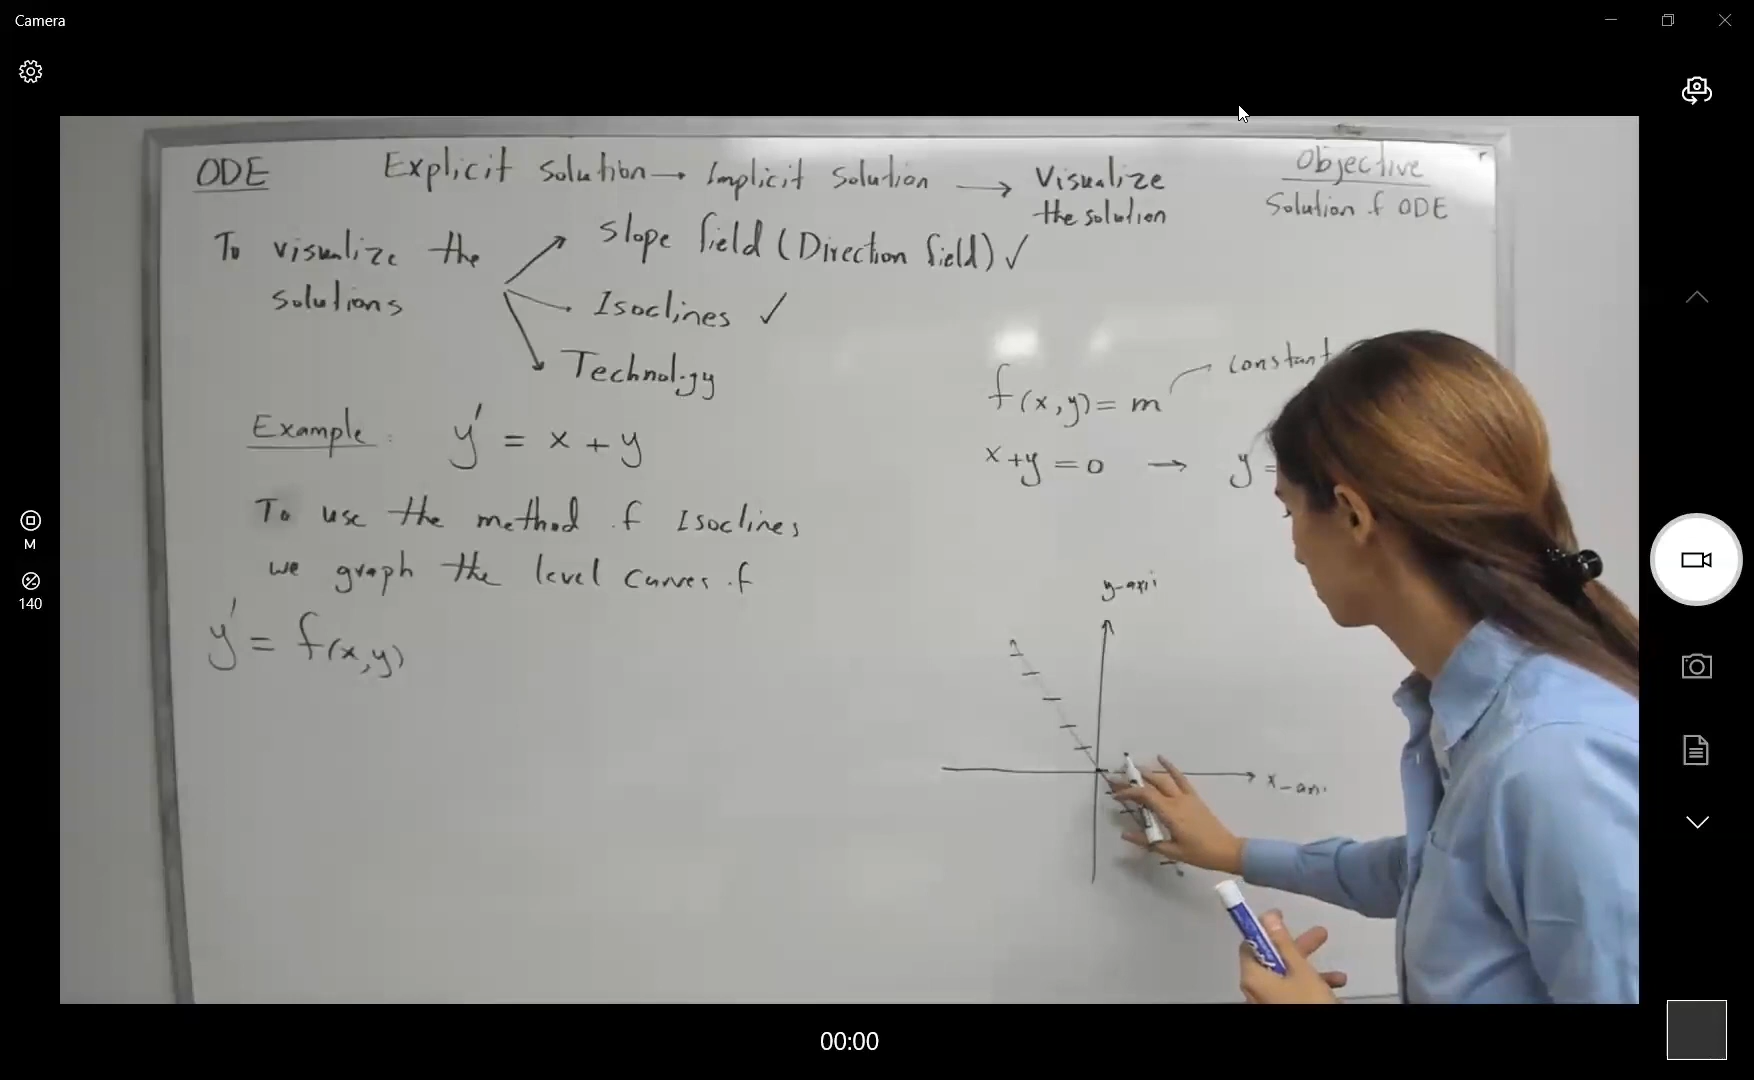 Camera
ODE Explicit solution → Implicit solution → Visualize the solution
Objective
Solution of ODE
To visualize the solutions
Slope field (Direction field) ✓
Isoclines ✓
Technology
Example: y' = x + y
To use the method of Isoclines
we graph the level curves of
y' = f(x,y)
f(x,y) = m constant
x+y = 0 → y =
y-axi
x-axi
M
140
00:00